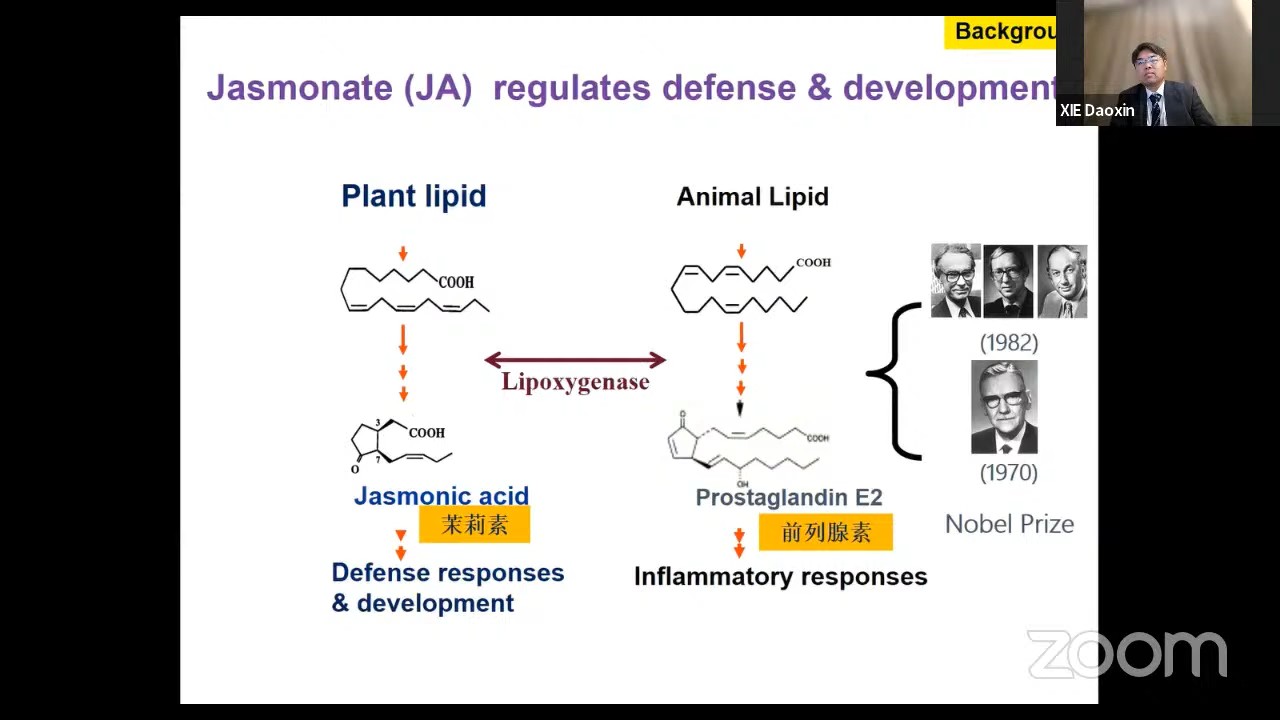 Backgrou
XIE Daoxin
Jasmonate (JA) regulates defense & development
Plant lipid
Animal Lipid
COOH
COOH
(1982)
Lipoxygenase
3
COOH
7
O
O
COOH
OH
(1970)
Jasmonic acid
Prostaglandin E2
茉莉素
前列腺素
Nobel Prize
Defense responses
& development
Inflammatory responses
zoom